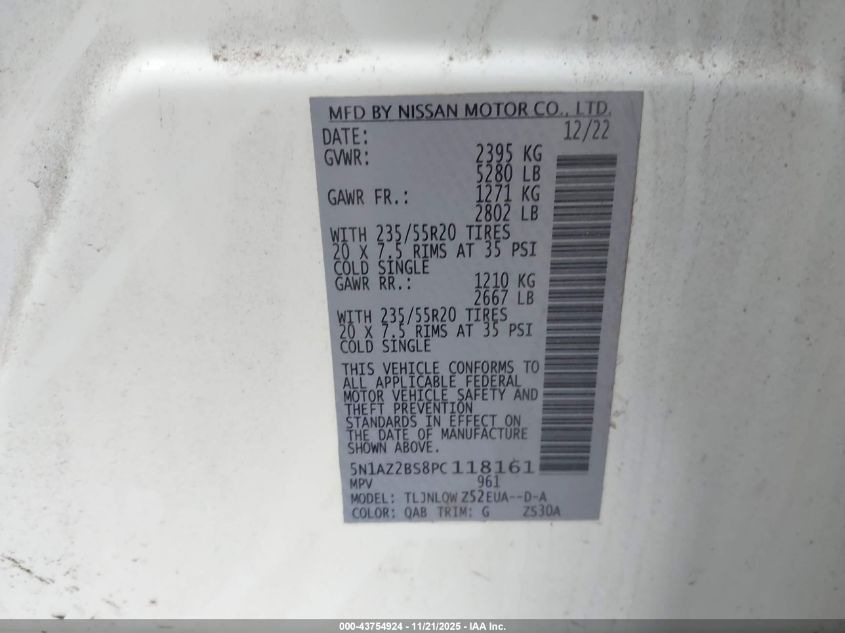 MFD BY NISSAN MOTOR CO., LTD.
DATE: 12/22
GVWR: 2395 KG
5280 LB
GAWR FR.: 1271 KG
2802 LB
WITH 235/55R20 TIRES
20 X 7.5 RIMS AT 35 PSI
COLD SINGLE
GAWR RR.: 1210 KG
2667 LB
WITH 235/55R20 TIRES
20 X 7.5 RIMS AT 35 PSI
COLD SINGLE
THIS VEHICLE CONFORMS TO
ALL APPLICABLE FEDERAL
MOTOR VEHICLE SAFETY AND
THEFT PREVENTION
STANDARDS IN EFFECT ON
THE DATE OF MANUFACTURE
SHOWN ABOVE.
5N1AZ2BS8PC118161
MPV 961
MODEL: TLJNLQWZ52EUA--D-A
COLOR: QAB TRIM: G Z530A
000-43754924 - 11/21/2025 - IAA Inc.